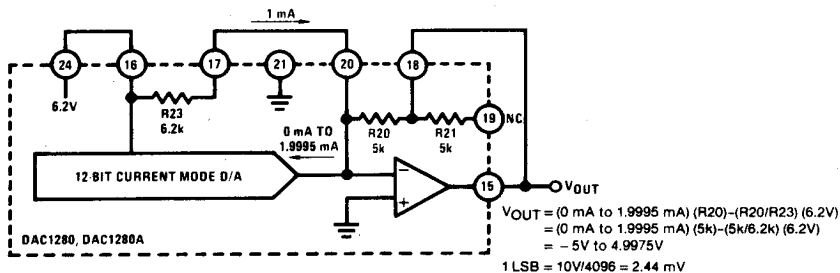 1 mA
24
16
17
21
20
18
6.2V
R23
6.2k
0 mA TO
1.9995 mA
R20
5k
R21
5k
19
NC
12-BIT CURRENT MODE D/A
−
+
15
VOUT
DAC1280, DAC1280A
VOUT = (0 mA to 1.9995 mA) (R20)–(R20/R23) (6.2V)
= (0 mA to 1.9995 mA) (5k)–(5k/6.2k) (6.2V)
= −5V to 4.9975V
1 LSB = 10V/4096 = 2.44 mV